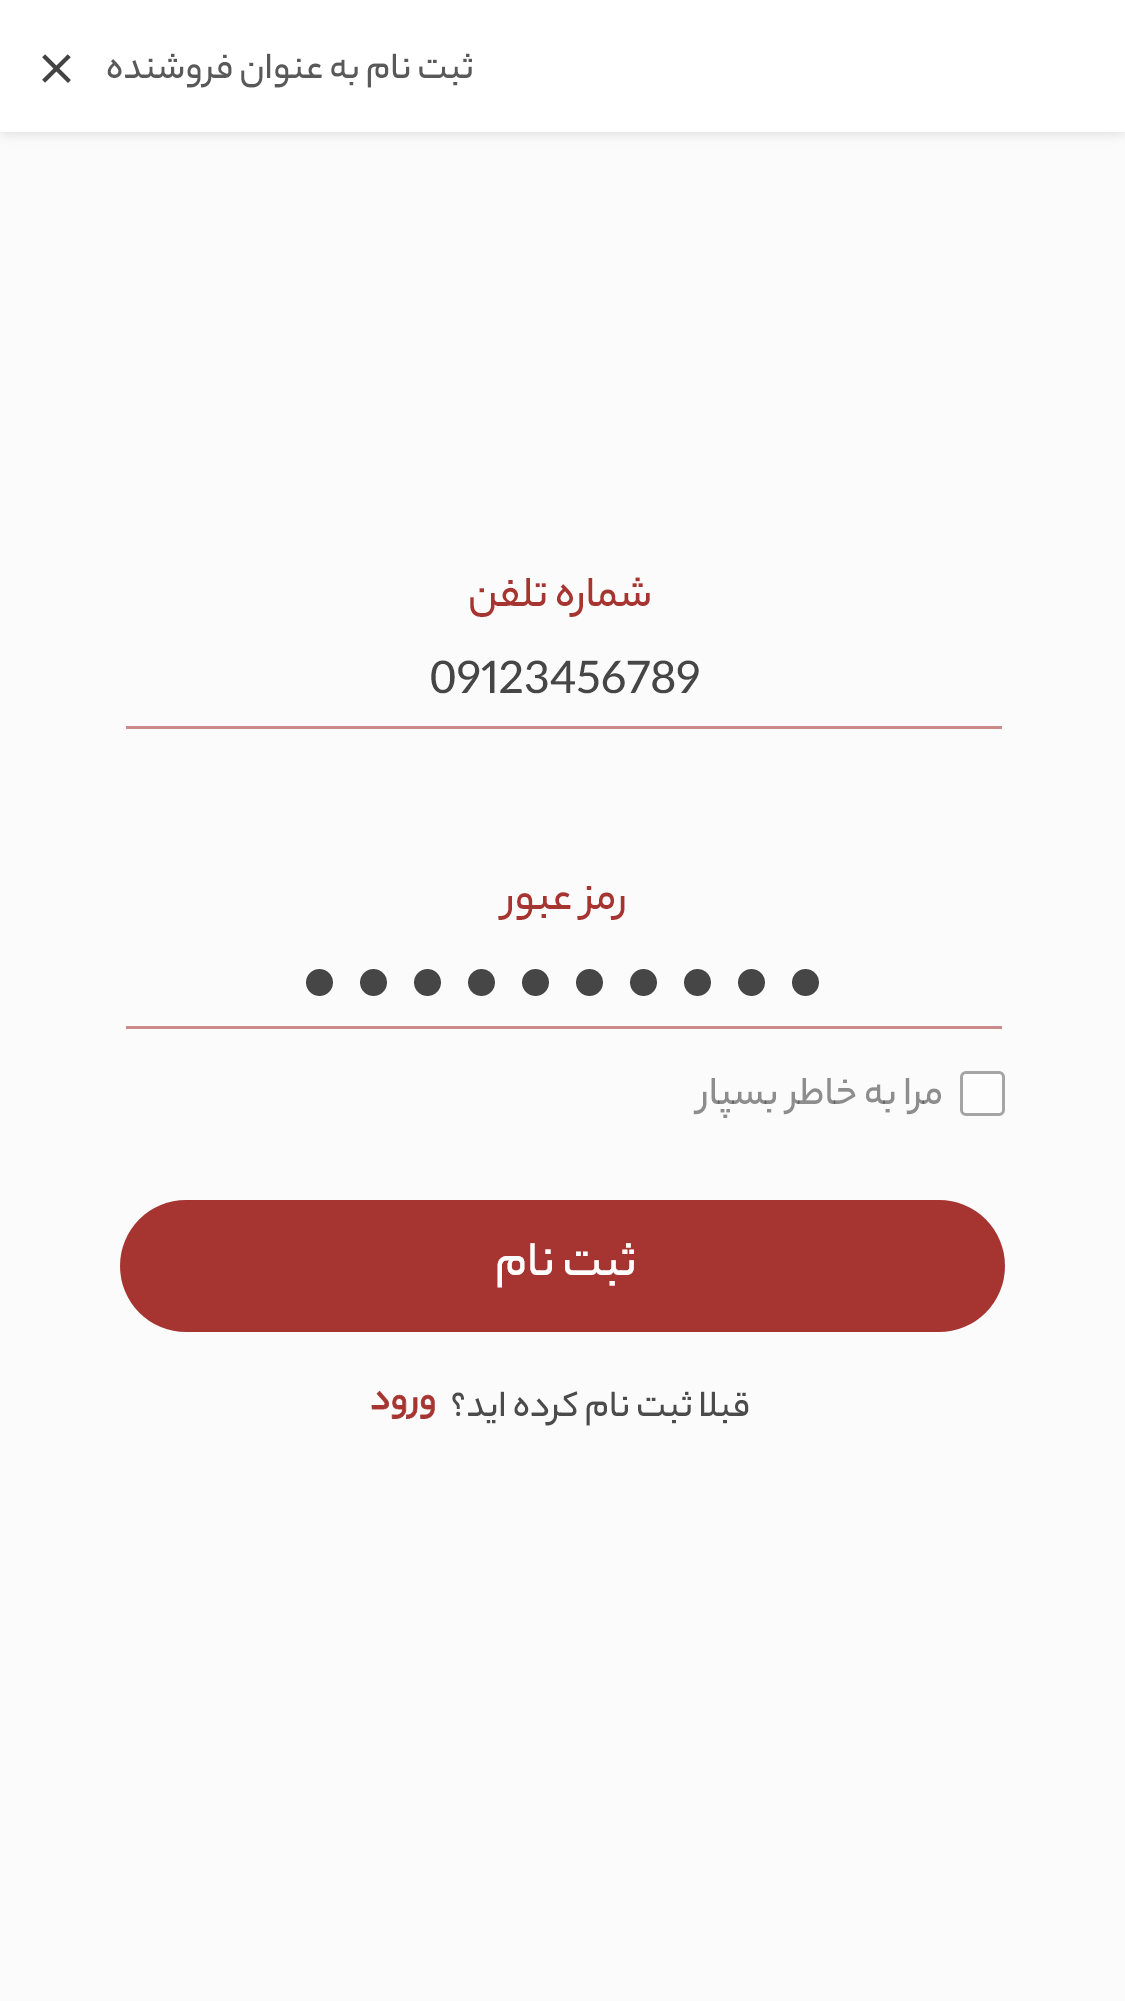 ثبت نام به عنوان فروشنده
شماره تلفن
09123456789
رمز عبور
مرا به خاطر بسپار
ثبت نام
قبلا ثبت نام کرده اید؟ ورود